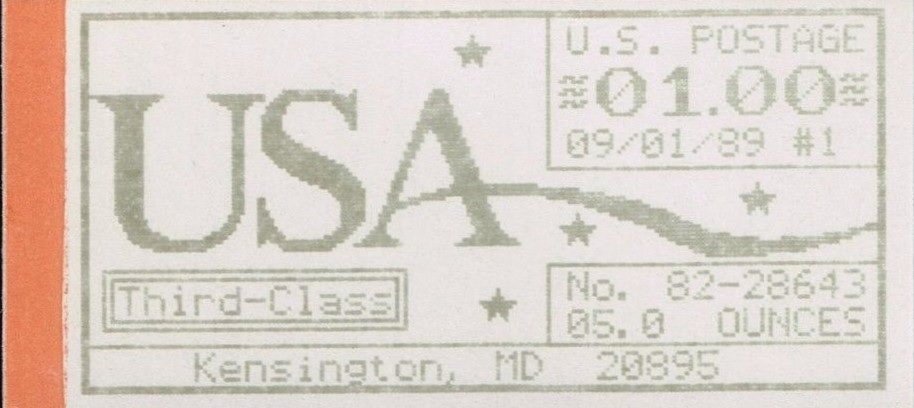 USA
U.S. POSTAGE
≈01.00≈
09/01/89 #1
Third-Class
No. 82-28643
05.0 OUNCES
Kensington, MD 20895